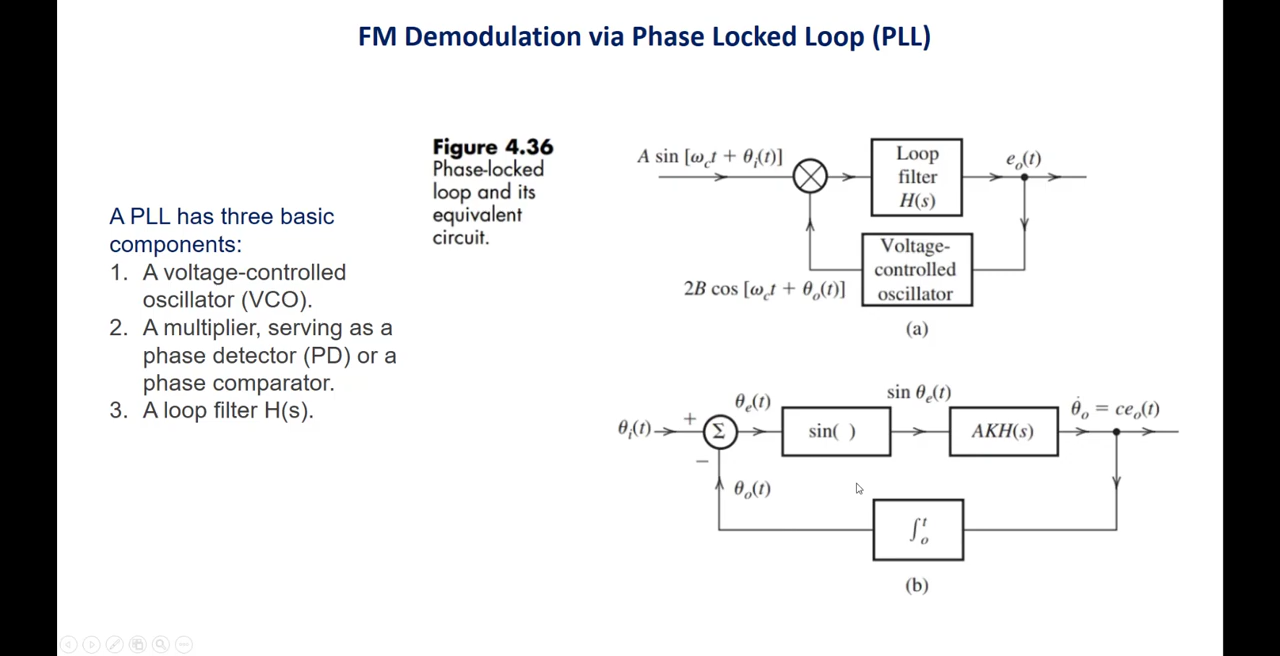 FM Demodulation via Phase Locked Loop (PLL)
A PLL has three basic
components:
1. A voltage-controlled
oscillator (VCO).
2. A multiplier, serving as a
phase detector (PD) or a
phase comparator.
3. A loop filter H(s).
Figure 4.36
Phase-locked
loop and its
equivalent
circuit.
A sin [ω_c t + θ_i(t)]
Loop
filter
H(s)
e_o(t)
Voltage-
controlled
oscillator
2B cos [ω_c t + θ_o(t)]
(a)
θ_i(t)
+
Σ
−
θ_e(t)
sin( )
sin θ_e(t)
AKH(s)
θ̇_o = ce_o(t)
θ_o(t)
∫_o^t
(b)